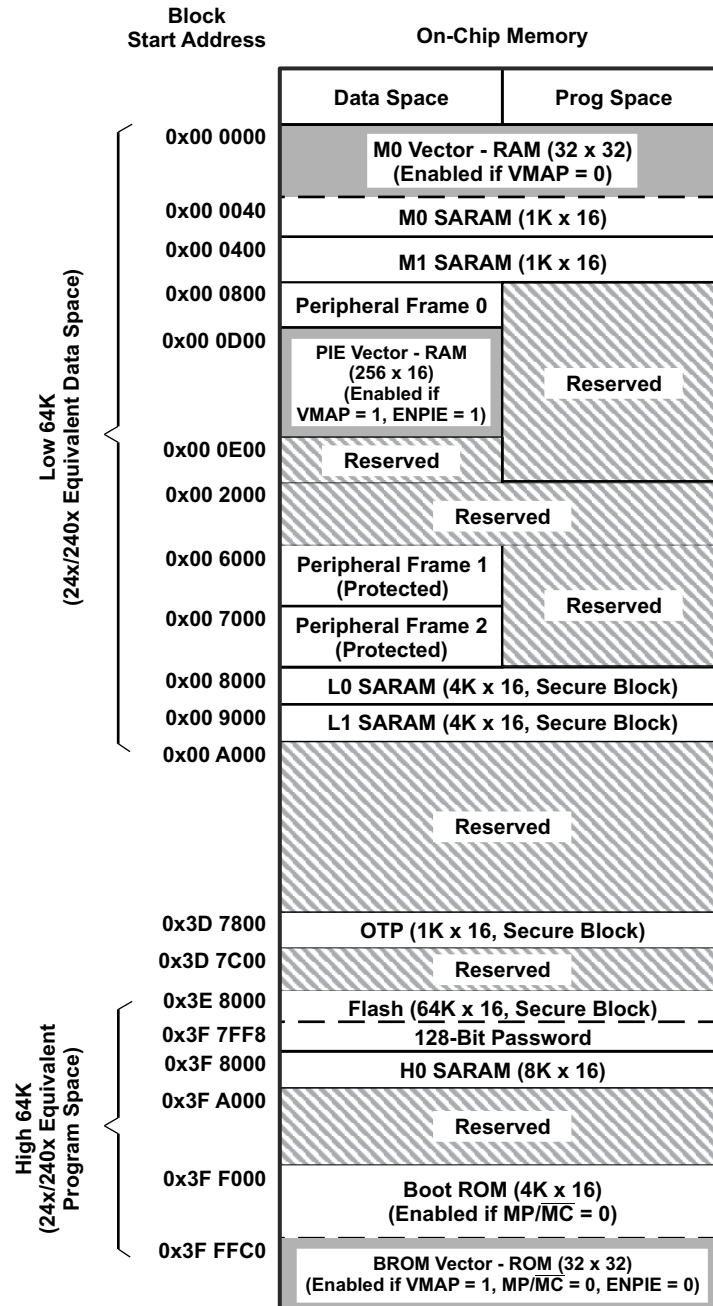 Block
Start Address
On-Chip Memory
Data Space
Prog Space
0x00 0000
M0 Vector - RAM (32 x 32)
(Enabled if VMAP = 0)
0x00 0040
M0 SARAM (1K x 16)
0x00 0400
M1 SARAM (1K x 16)
0x00 0800
Peripheral Frame 0
0x00 0D00
PIE Vector - RAM
(256 x 16)
(Enabled if
VMAP = 1, ENPIE = 1)
Reserved
0x00 0E00
Reserved
0x00 2000
Reserved
0x00 6000
Peripheral Frame 1
(Protected)
Reserved
0x00 7000
Peripheral Frame 2
(Protected)
0x00 8000
L0 SARAM (4K x 16, Secure Block)
0x00 9000
L1 SARAM (4K x 16, Secure Block)
0x00 A000
Reserved
Low 64K
(24x/240x Equivalent Data Space)
0x3D 7800
OTP (1K x 16, Secure Block)
0x3D 7C00
Reserved
0x3E 8000
Flash (64K x 16, Secure Block)
0x3F 7FF8
128-Bit Password
0x3F 8000
H0 SARAM (8K x 16)
0x3F A000
Reserved
0x3F F000
Boot ROM (4K x 16)
(Enabled if MP/M̅C̅ = 0)
0x3F FFC0
BROM Vector - ROM (32 x 32)
(Enabled if VMAP = 1, MP/M̅C̅ = 0, ENPIE = 0)
High 64K
(24x/240x Equivalent
Program Space)